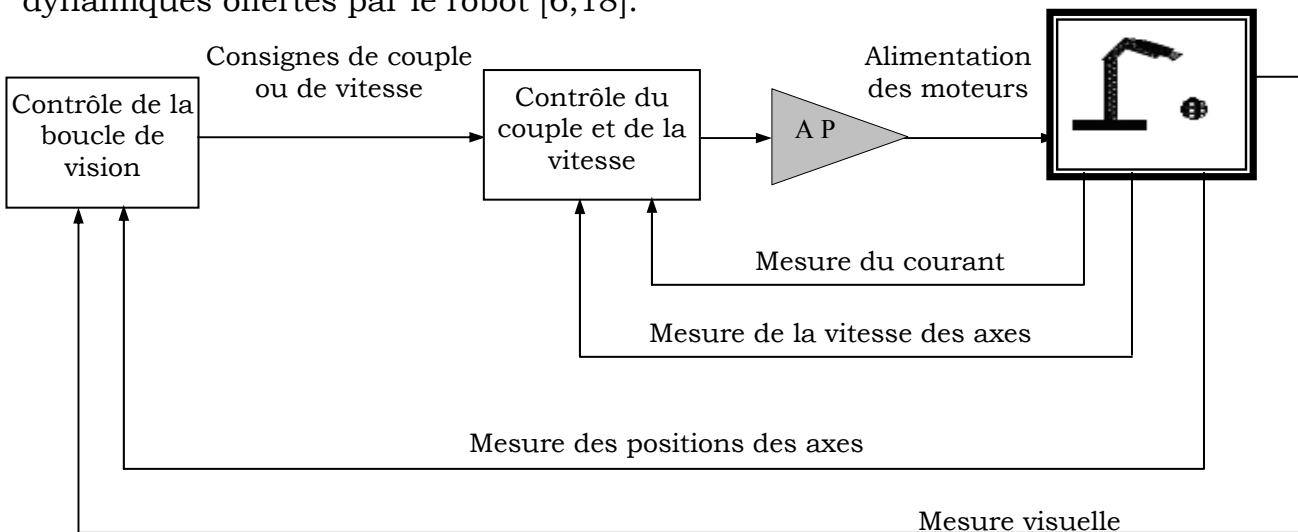 dynamiques offertes par le robot [6,18].
Consignes de couple
ou de vitesse
Alimentation
des moteurs
Contrôle de la
boucle de
vision
Contrôle du
couple et de la
vitesse
A P
Mesure du courant
Mesure de la vitesse des axes
Mesure des positions des axes
Mesure visuelle